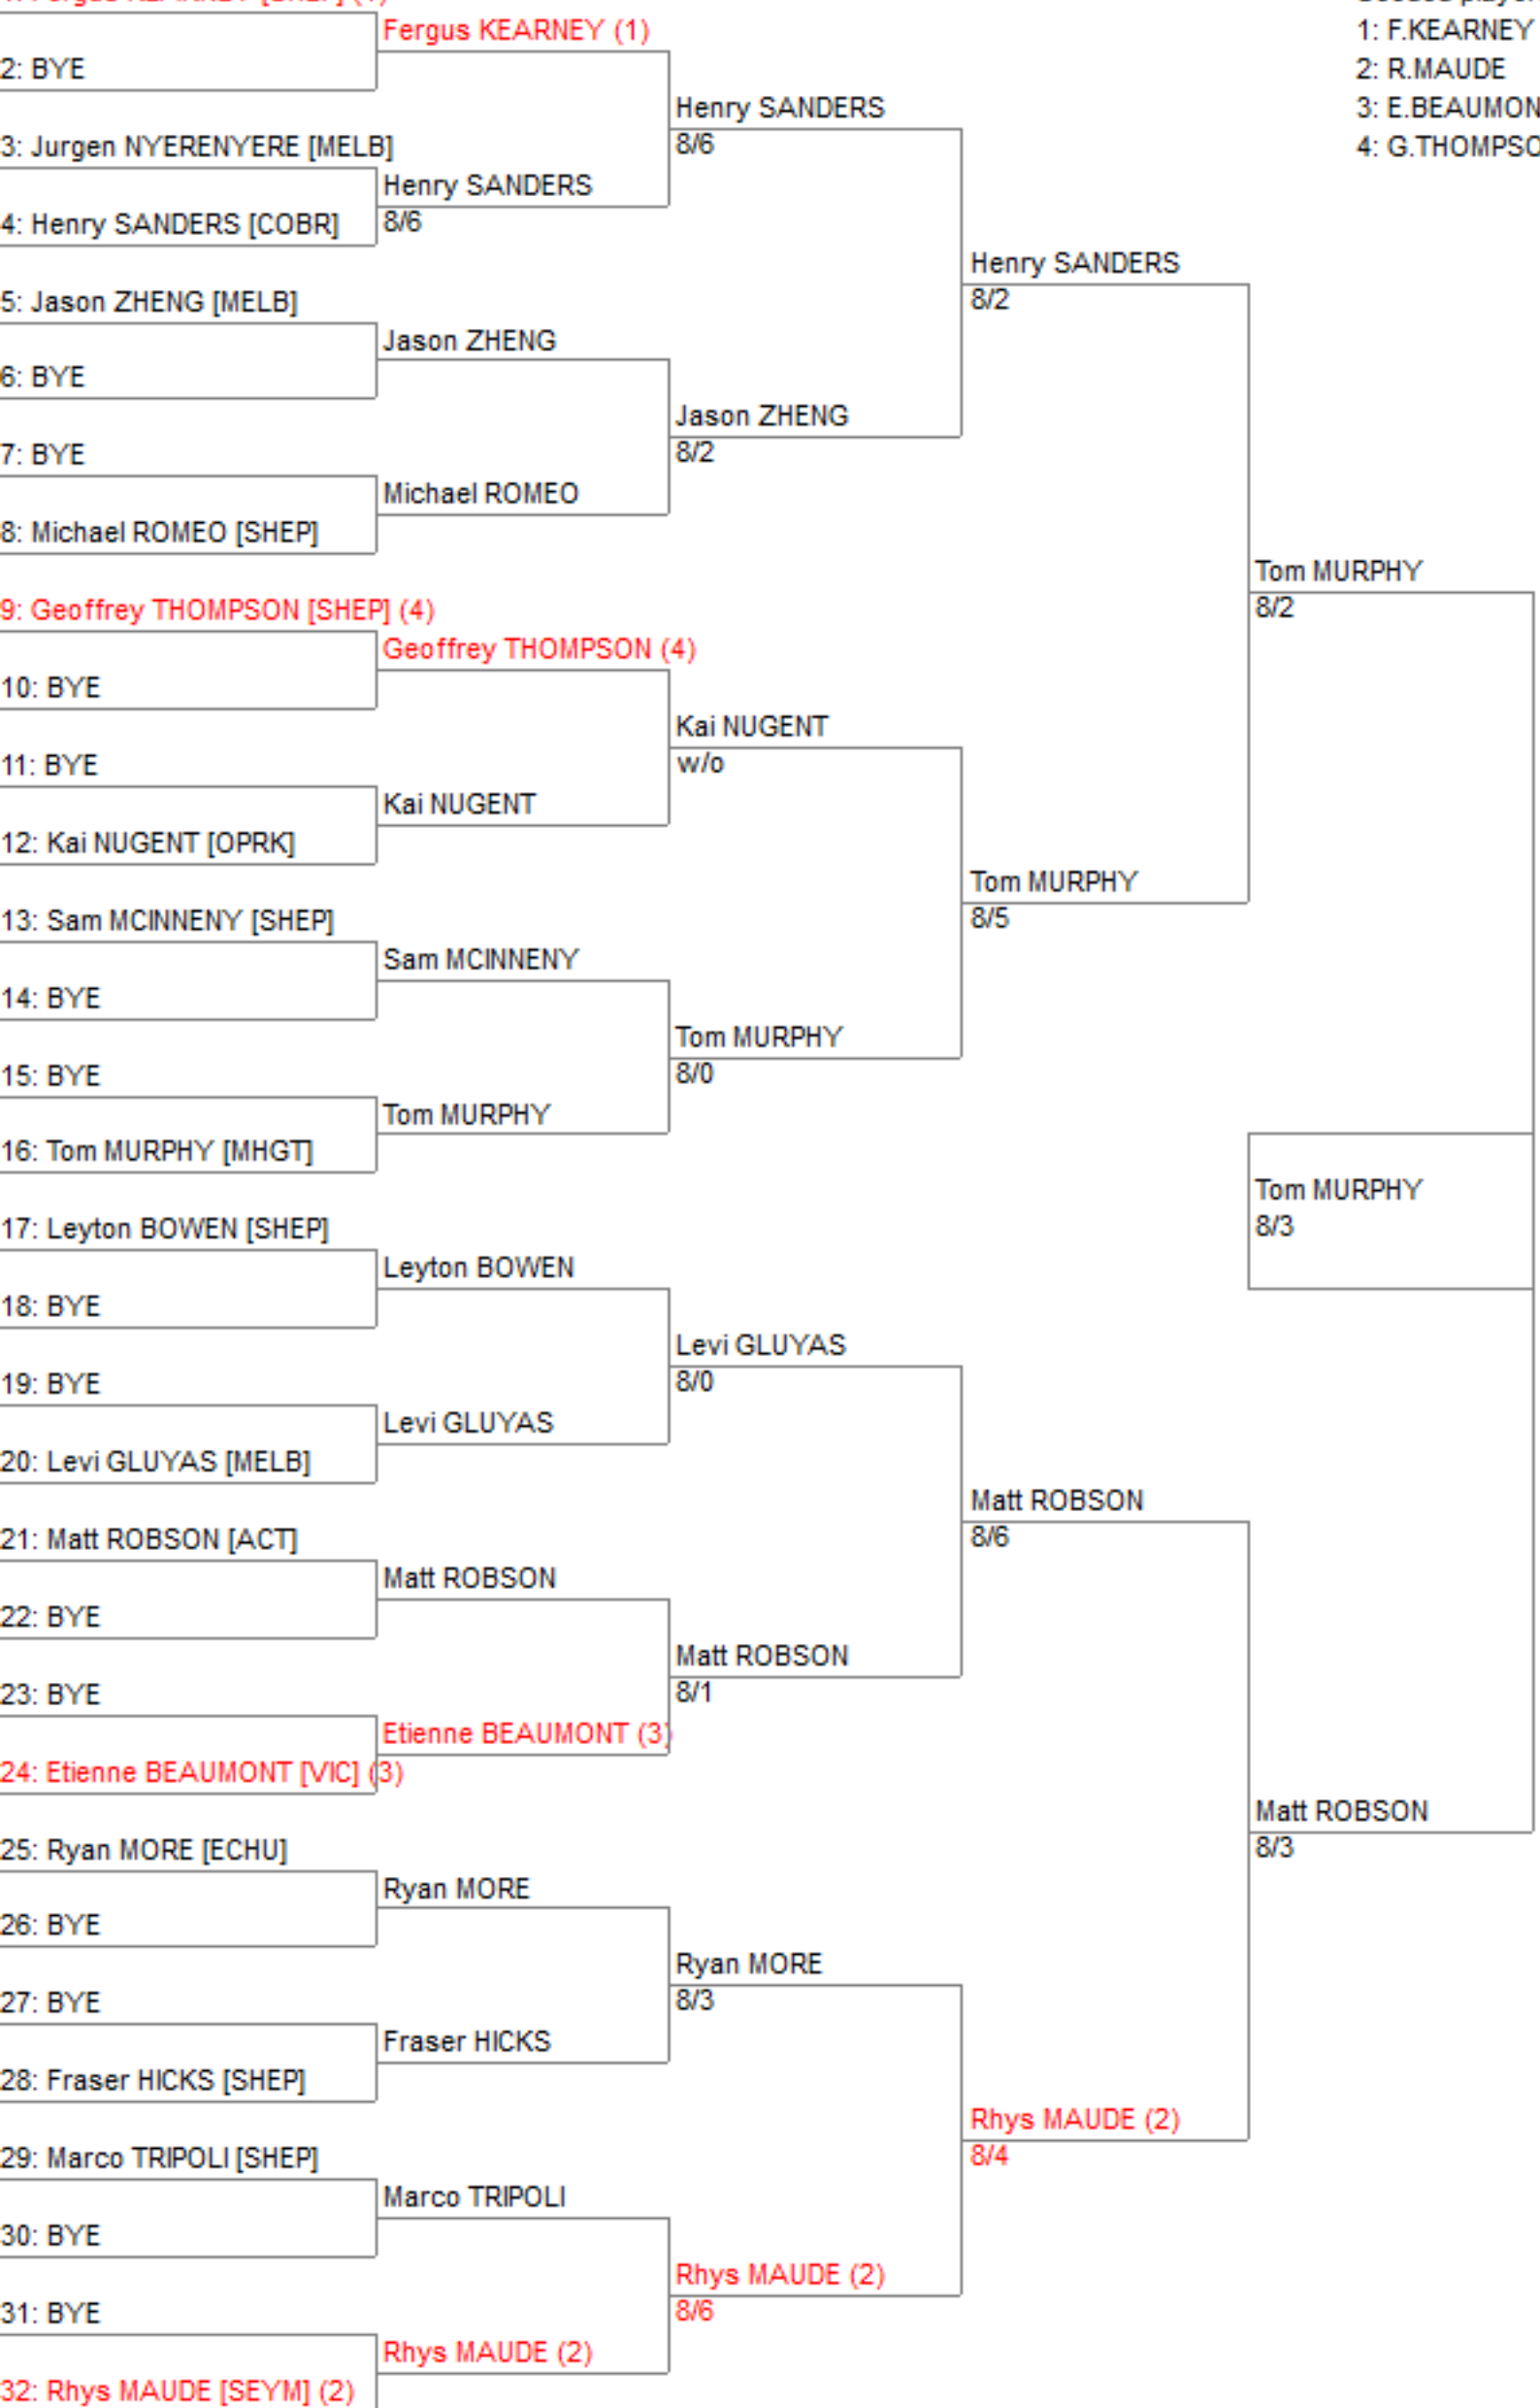 Fergus KEARNEY (1)
1: F.KEARNEY
2: BYE
2: R.MAUDE
Henry SANDERS
8/6
3: E.BEAUMON
3: Jurgen NYERENYERE [MELB]
4: G.THOMPSO
Henry SANDERS
8/6
4: Henry SANDERS [COBR]
Henry SANDERS
8/2
5: Jason ZHENG [MELB]
Jason ZHENG
6: BYE
Jason ZHENG
8/2
7: BYE
Michael ROMEO
8: Michael ROMEO [SHEP]
Tom MURPHY
8/2
9: Geoffrey THOMPSON [SHEP] (4)
Geoffrey THOMPSON (4)
10: BYE
Kai NUGENT
w/o
11: BYE
Kai NUGENT
12: Kai NUGENT [OPRK]
Tom MURPHY
8/5
13: Sam MCINNENY [SHEP]
Sam MCINNENY
14: BYE
Tom MURPHY
8/0
15: BYE
Tom MURPHY
16: Tom MURPHY [MHGT]
Tom MURPHY
8/3
17: Leyton BOWEN [SHEP]
Leyton BOWEN
18: BYE
Levi GLUYAS
8/0
19: BYE
Levi GLUYAS
20: Levi GLUYAS [MELB]
Matt ROBSON
8/6
21: Matt ROBSON [ACT]
Matt ROBSON
22: BYE
Matt ROBSON
8/1
23: BYE
Etienne BEAUMONT (3)
24: Etienne BEAUMONT [VIC] (3)
Matt ROBSON
8/3
25: Ryan MORE [ECHU]
Ryan MORE
26: BYE
Ryan MORE
8/3
27: BYE
Fraser HICKS
28: Fraser HICKS [SHEP]
Rhys MAUDE (2)
8/4
29: Marco TRIPOLI [SHEP]
Marco TRIPOLI
30: BYE
Rhys MAUDE (2)
8/6
31: BYE
Rhys MAUDE (2)
32: Rhys MAUDE [SEYM] (2)